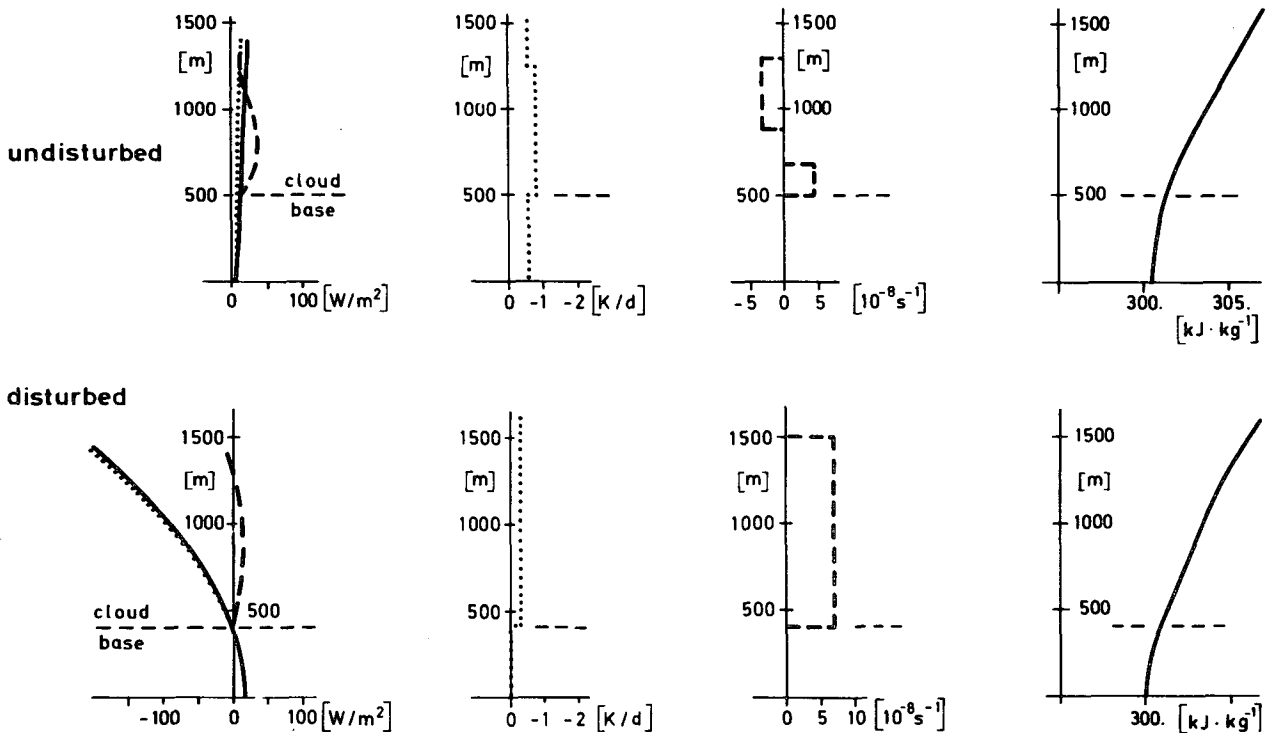 undisturbed
1500
[m]
1000
500
cloud
base
0 100 [W/m²]
1500
[m]
1000
500
0 -1 -2 [K/d]
1500
[m]
1000
500
-5 0 5 [10⁻⁸s⁻¹]
1500
[m]
1000
500
300. 305.
[kJ·kg⁻¹]
disturbed
1500
[m]
1000
500
cloud
base
-100 0 100 [W/m²]
1500
[m]
1000
500
0 -1 -2 [K/d]
1500
[m]
1000
500
0 5 10 [10⁻⁸s⁻¹]
1500
[m]
1000
500
300. [kJ·kg⁻¹]